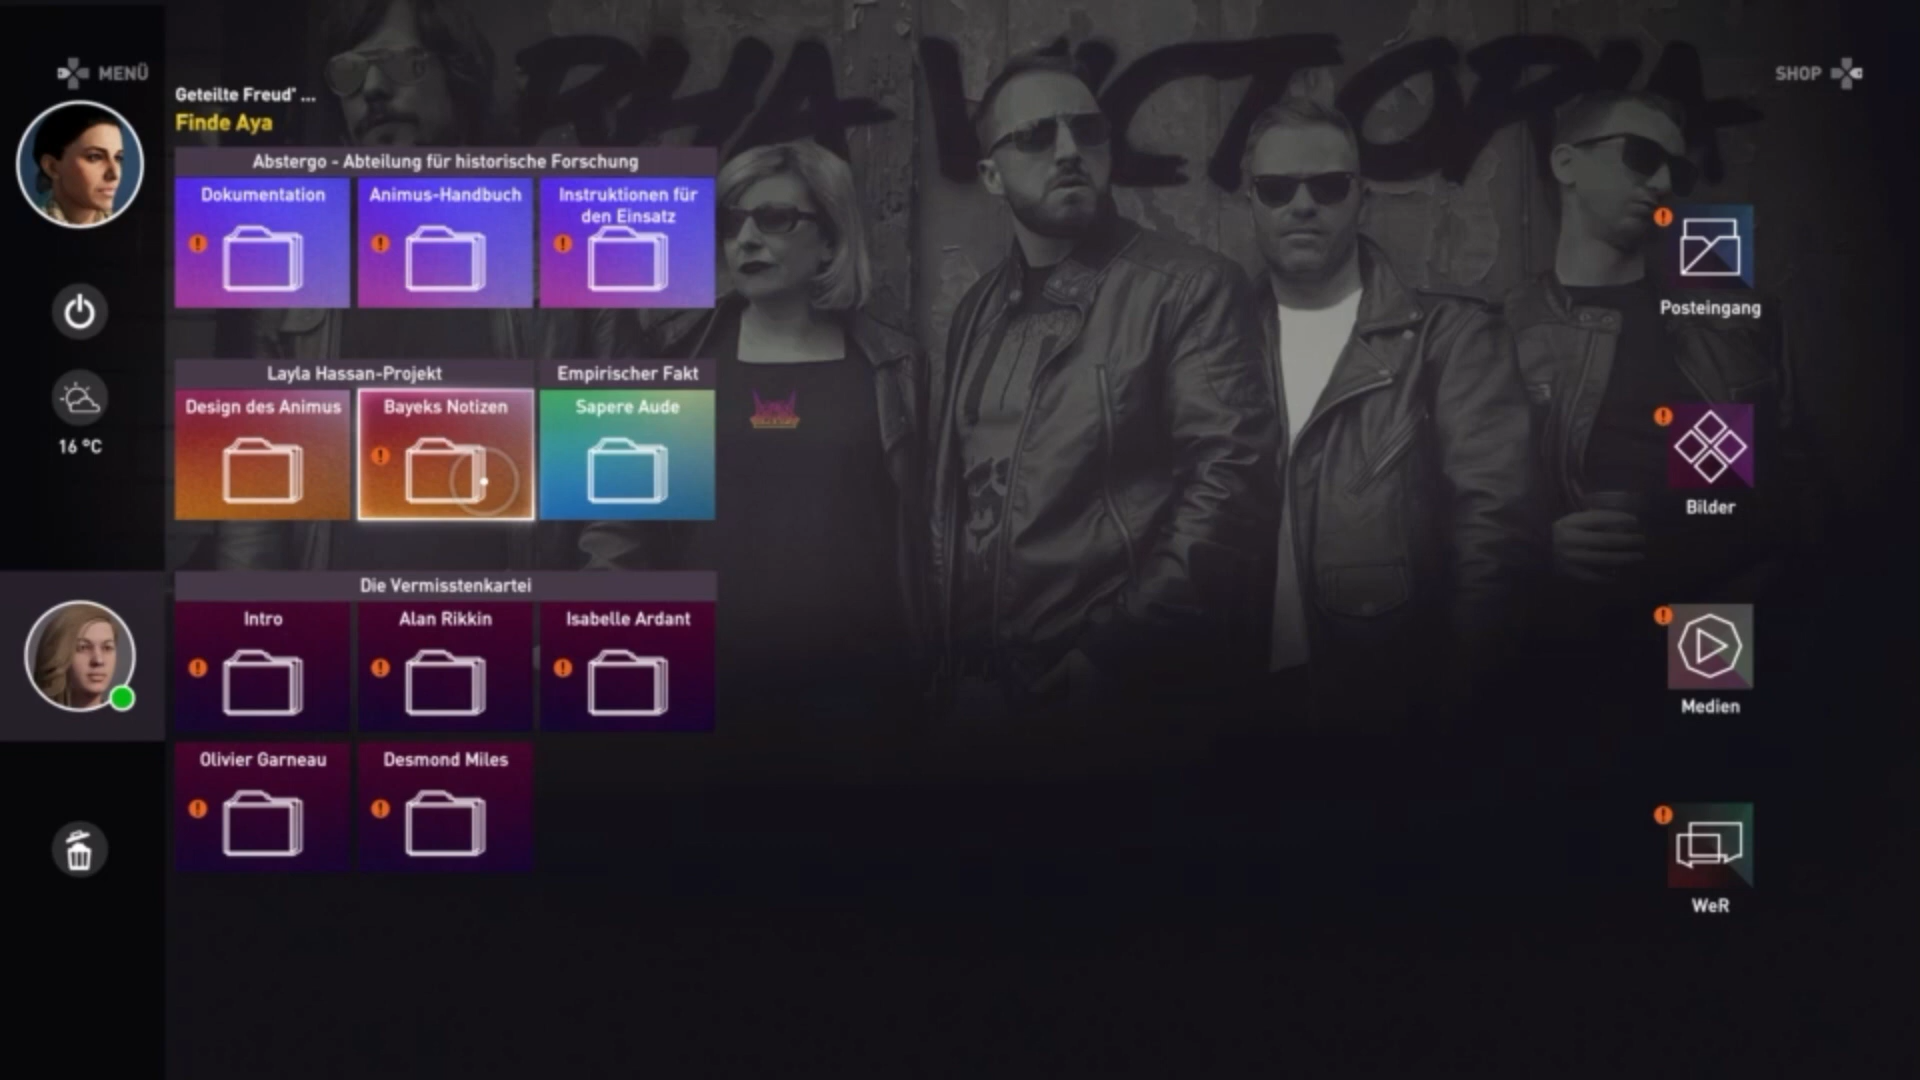 MENÜ
SHOP
RHA VICTORIA
Geteilte Freud' ...
Finde Aya
Abstergo - Abteilung für historische Forschung
Dokumentation
Animus-Handbuch
Instruktionen für
den Einsatz
Posteingang
16 °C
Layla Hassan-Projekt
Empirischer Fakt
Design des Animus
Bayeks Notizen
Sapere Aude
Bilder
Die Vermisstenkartei
Intro
Alan Rikkin
Isabelle Ardant
Medien
Olivier Garneau
Desmond Miles
WeR